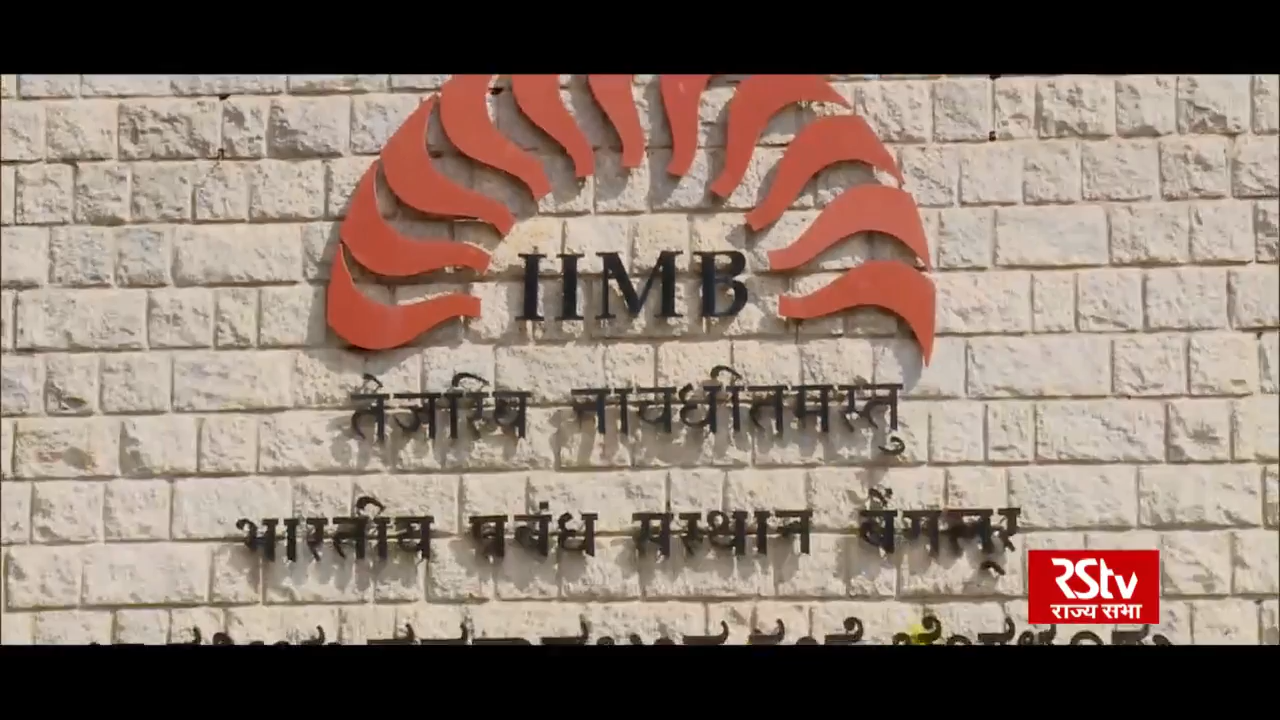 IIMB
तेजस्वि नावधीतमस्तु
भारतीय प्रबंध संस्थान बैंगलूर
RStv
राज्य सभा